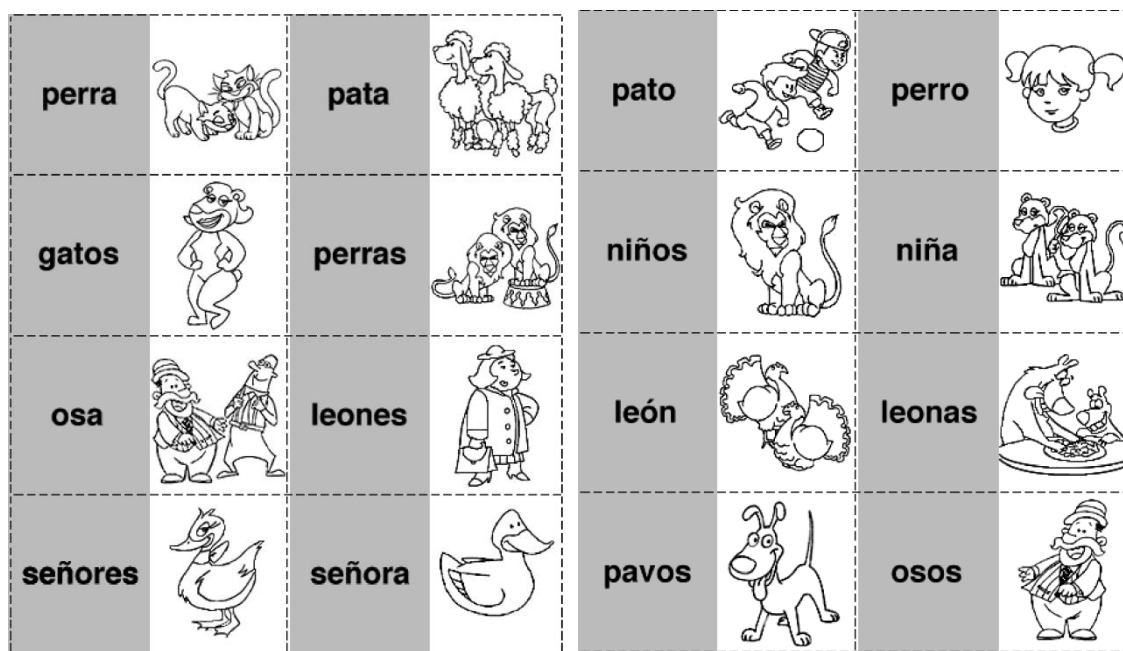 perra
pata
pato
perro
gatos
perras
niños
niña
osa
leones
león
leonas
señores
señora
pavos
osos